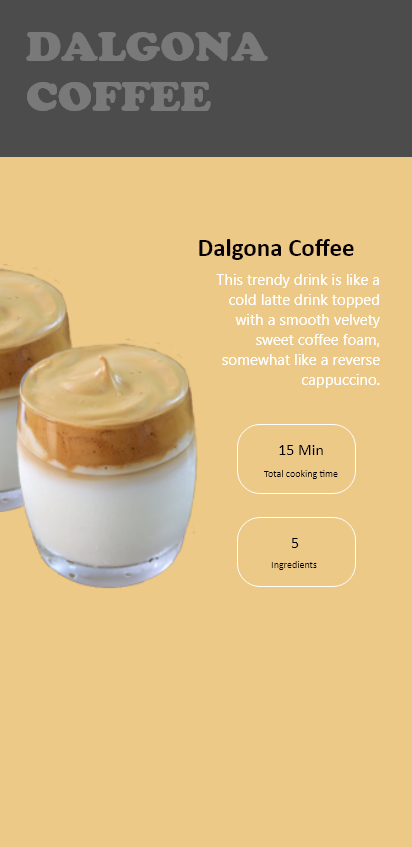 DALGONA
COFFEE
Dalgona Coffee
This trendy drink is like a
cold latte drink topped
with a smooth velvety
sweet coffee foam,
somewhat like a reverse
cappuccino.
15 Min
Total cooking time
5
Ingredients